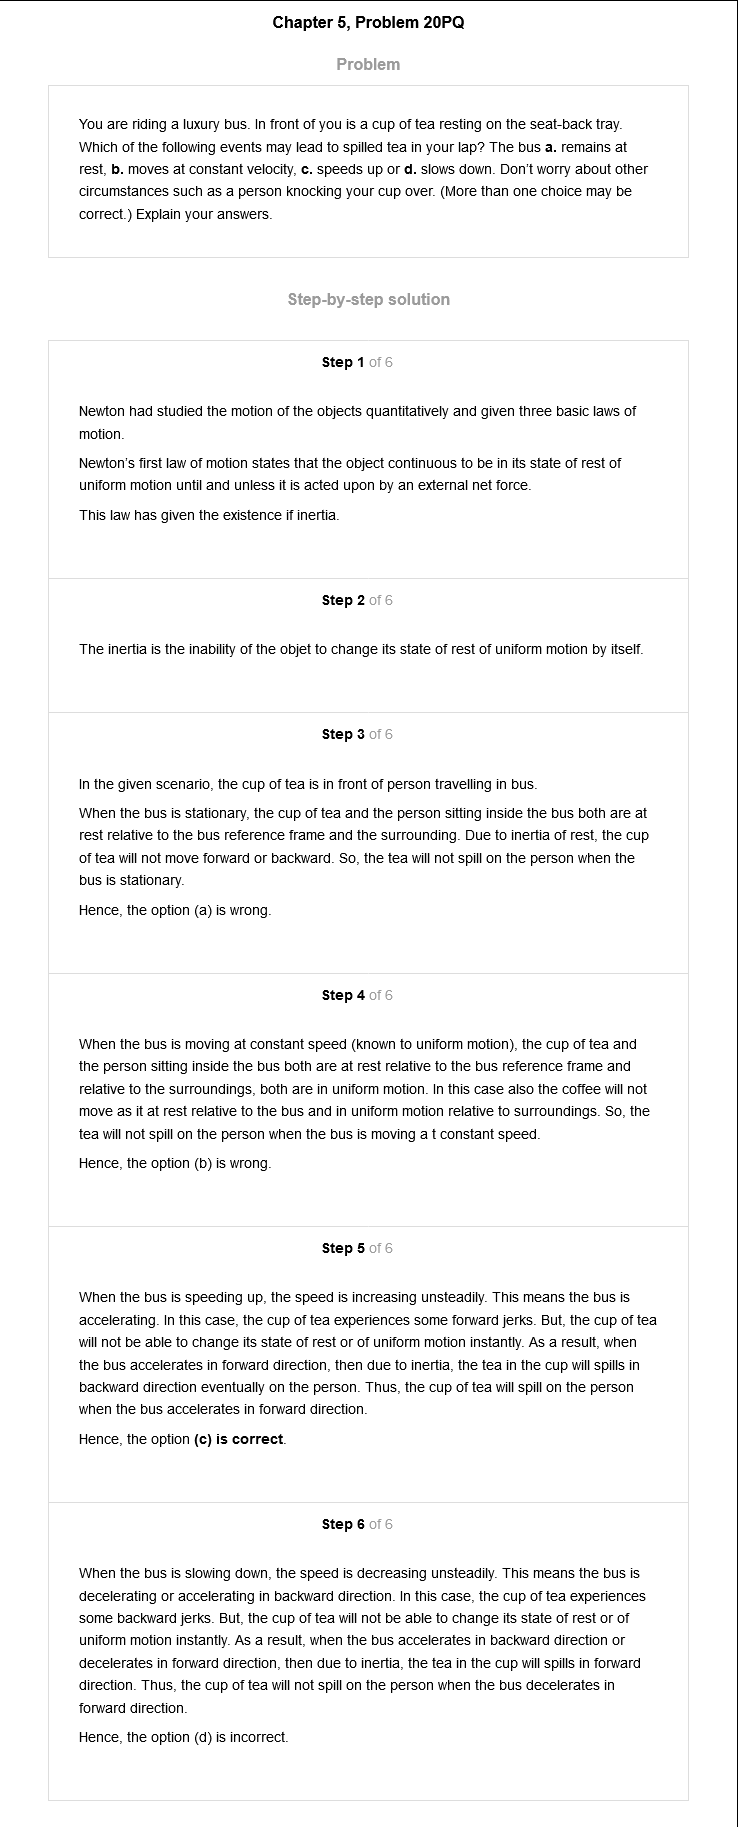 Chapter 5, Problem 20PQ
Problem
You are riding a luxury bus. In front of you is a cup of tea resting on the seat-back tray.
Which of the following events may lead to spilled tea in your lap? The bus a. remains at
rest, b. moves at constant velocity, c. speeds up or d. slows down. Don't worry about other
circumstances such as a person knocking your cup over. (More than one choice may be
correct.) Explain your answers.
Step-by-step solution
Step 1 of 6
Newton had studied the motion of the objects quantitatively and given three basic laws of
motion.
Newton's first law of motion states that the object continuous to be in its state of rest of
uniform motion until and unless it is acted upon by an external net force.
This law has given the existence if inertia.
Step 2 of 6
The inertia is the inability of the objet to change its state of rest of uniform motion by itself.
Step 3 of 6
In the given scenario, the cup of tea is in front of person travelling in bus.
When the bus is stationary, the cup of tea and the person sitting inside the bus both are at
rest relative to the bus reference frame and the surrounding. Due to inertia of rest, the cup
of tea will not move forward or backward. So, the tea will not spill on the person when the
bus is stationary.
Hence, the option (a) is wrong.
Step 4 of 6
When the bus is moving at constant speed (known to uniform motion), the cup of tea and
the person sitting inside the bus both are at rest relative to the bus reference frame and
relative to the surroundings, both are in uniform motion. In this case also the coffee will not
move as it at rest relative to the bus and in uniform motion relative to surroundings. So, the
tea will not spill on the person when the bus is moving a t constant speed.
Hence, the option (b) is wrong.
Step 5 of 6
When the bus is speeding up, the speed is increasing unsteadily. This means the bus is
accelerating. In this case, the cup of tea experiences some forward jerks. But, the cup of tea
will not be able to change its state of rest or of uniform motion instantly. As a result, when
the bus accelerates in forward direction, then due to inertia, the tea in the cup will spills in
backward direction eventually on the person. Thus, the cup of tea will spill on the person
when the bus accelerates in forward direction.
Hence, the option (c) is correct.
Step 6 of 6
When the bus is slowing down, the speed is decreasing unsteadily. This means the bus is
decelerating or accelerating in backward direction. In this case, the cup of tea experiences
some backward jerks. But, the cup of tea will not be able to change its state of rest or of
uniform motion instantly. As a result, when the bus accelerates in backward direction or
decelerates in forward direction, then due to inertia, the tea in the cup will spills in forward
direction. Thus, the cup of tea will not spill on the person when the bus decelerates in
forward direction.
Hence, the option (d) is incorrect.